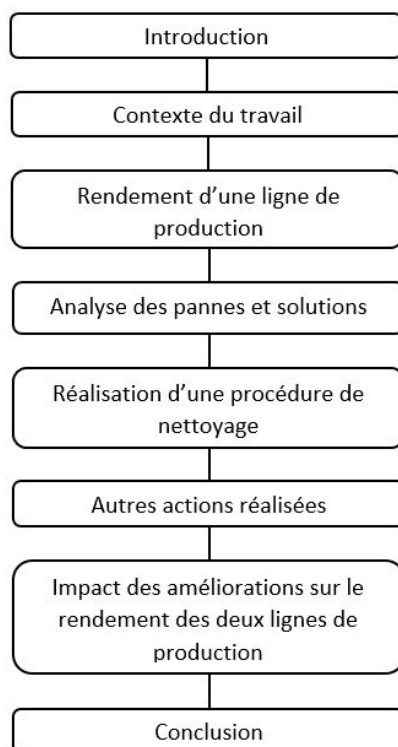 Introduction
Contexte du travail
Rendement d’une ligne de
production
Analyse des pannes et solutions
Réalisation d’une procédure de
nettoyage
Autres actions réalisées
Impact des améliorations sur le
rendement des deux lignes de
production
Conclusion